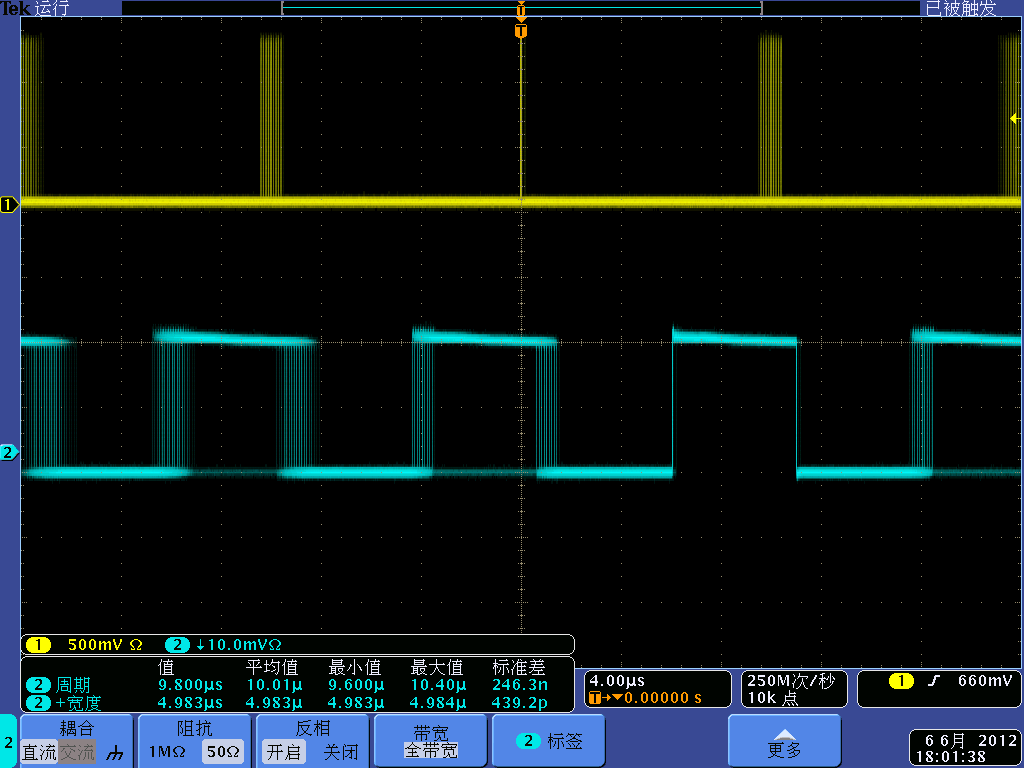 Tek 运行 T 已被触发
T
1
2
1 500mV Ω 2 ↓10.0mVΩ
值 平均值 最小值 最大值 标准差
2 周期 9.800μs 10.01μ 9.600μ 10.40μ 246.3n
2 +宽度 4.983μs 4.983μ 4.983μ 4.984μ 439.2p
4.00μs
T→▼0.00000 s
250M次/秒
10k 点
1 660mV
2
耦合
直流 交流
阻抗
1MΩ 50Ω
反相
开启 关闭
带宽
全带宽
2 标签
更多
6 6月 2012
18:01:38